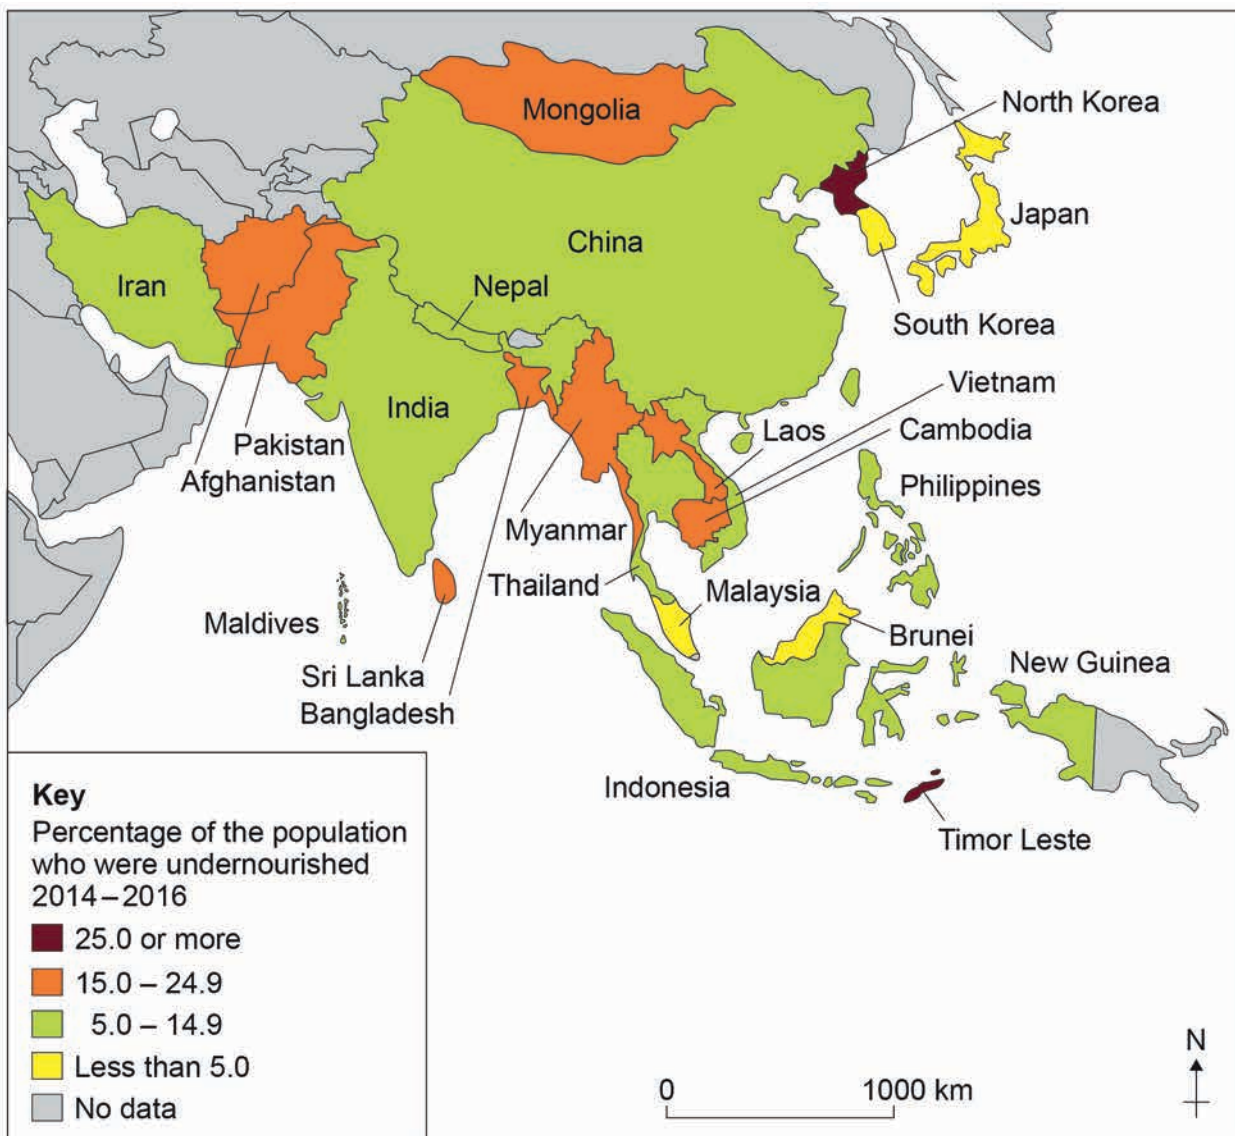 Mongolia
North Korea
Japan
China
Iran
Nepal
South Korea
Vietnam
India
Laos
Cambodia
Pakistan
Afghanistan
Philippines
Myanmar
Thailand
Malaysia
Maldives
Brunei
Sri Lanka
New Guinea
Bangladesh
Indonesia
Timor Leste
Key
Percentage of the population
who were undernourished
2014–2016
25.0 or more
15.0 – 24.9
5.0 – 14.9
Less than 5.0
No data
0 1000 km
N